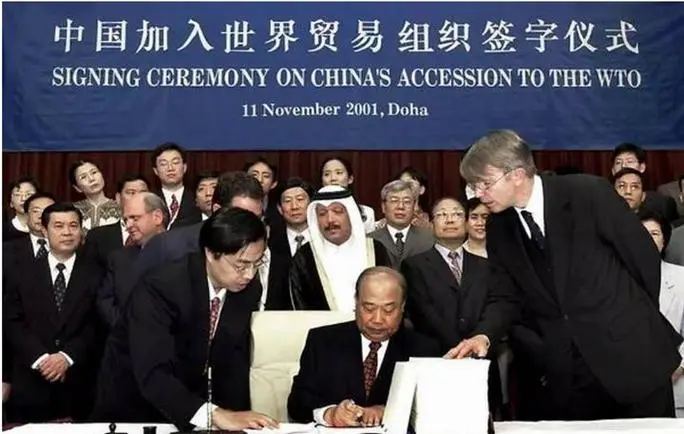 中国加入世界贸易组织签字仪式
SIGNING CEREMONY ON CHINA'S ACCESSION TO THE WTO
11 November 2001, Doha